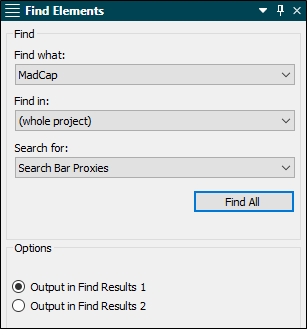 Find Elements
Find
Find what:
MadCap
Find in:
(whole project)
Search for:
Search Bar Proxies
Find All
Options
Output in Find Results 1
Output in Find Results 2